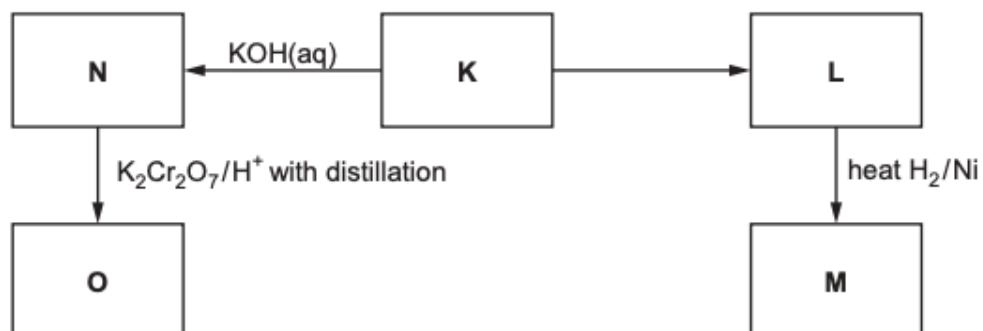 KOH(aq)
N K L
K₂Cr₂O₇/H⁺ with distillation
heat H₂/Ni
O M